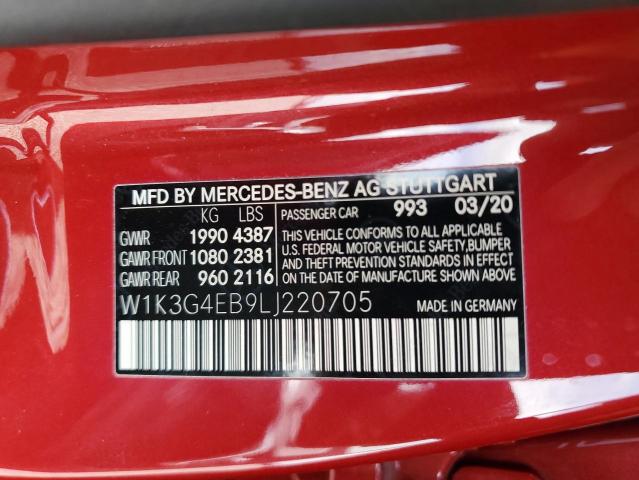 MFD BY MERCEDES-BENZ AG STUTTGART
KG LBS
GVWR 1990 4387
GAWR FRONT 1080 2381
GAWR REAR 960 2116
PASSENGER CAR 993 03/20
THIS VEHICLE CONFORMS TO ALL APPLICABLE
U.S. FEDERAL MOTOR VEHICLE SAFETY, BUMPER
AND THEFT PREVENTION STANDARDS IN EFFECT
ON THE DATE OF MANUFACTURE SHOWN ABOVE.
W1K3G4EB9LJ220705
MADE IN GERMANY